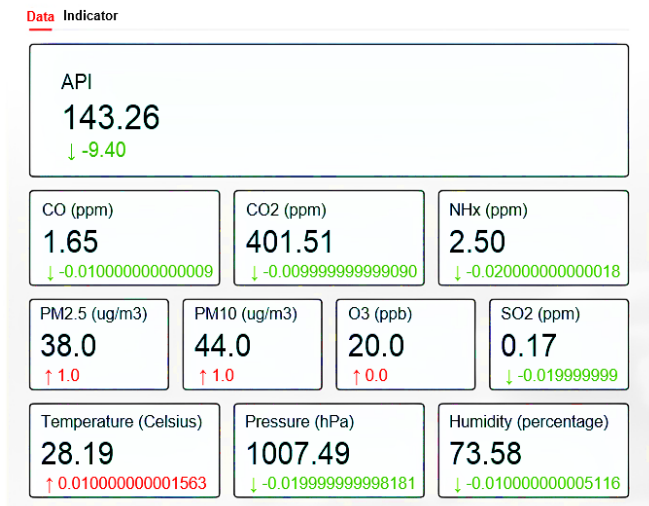 Data Indicator
API
143.26
↓ -9.40
CO (ppm) CO2 (ppm) NHx (ppm)
1.65 401.51 2.50
↓ -0.010000000000009 ↓ -0.009999999999090 ↓ -0.020000000000018
PM2.5 (ug/m3) PM10 (ug/m3) O3 (ppb) SO2 (ppm)
38.0 44.0 20.0 0.17
↑ 1.0 ↑ 1.0 ↑ 0.0 ↓ -0.019999999
Temperature (Celsius) Pressure (hPa) Humidity (percentage)
28.19 1007.49 73.58
↑ 0.010000000001563 ↓ -0.019999999998181 ↓ -0.010000000005116